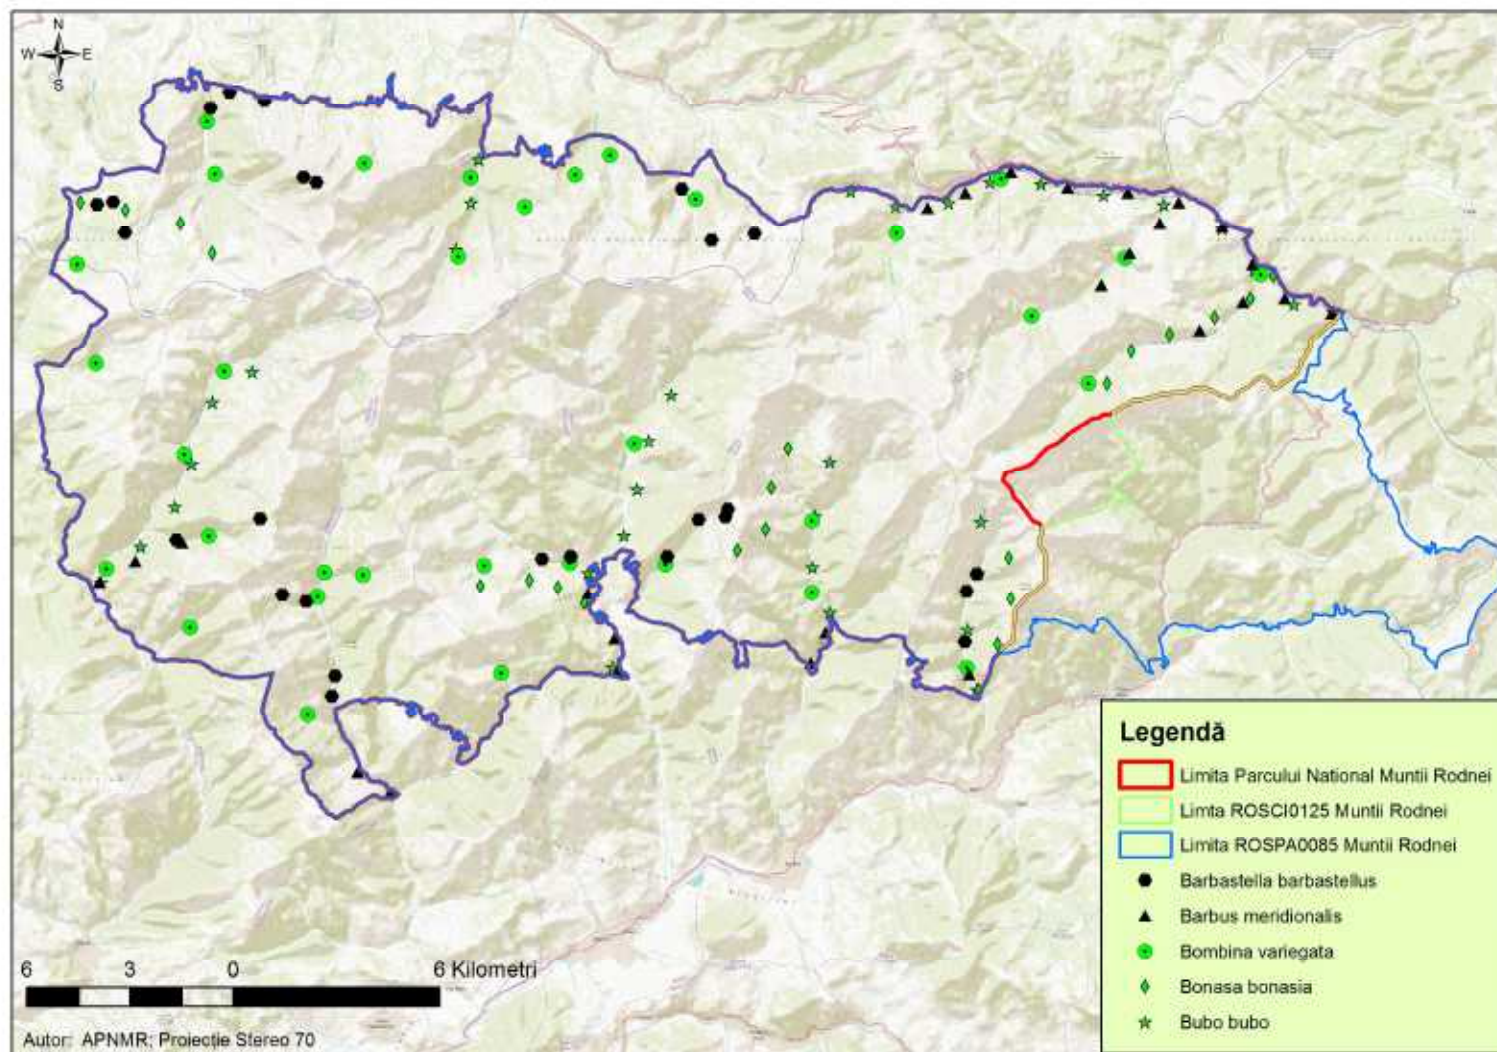 N
W E
S
Legendă
Limita Parcului National Muntii Rodnei
Limta ROSCI0125 Muntii Rodnei
Limita ROSPA0085 Muntii Rodnei
Barbastella barbastellus
Barbus meridionalis
Bombina variegata
Bonasa bonasia
Bubo bubo
6 3 0 6 Kilometri
Autor: APNMR; Proiectie Stereo 70